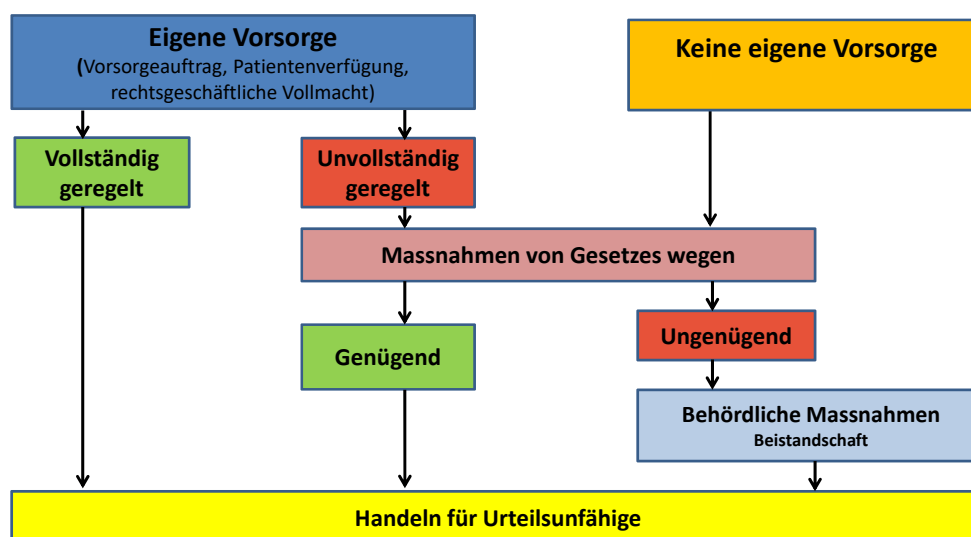 Eigene Vorsorge
(Vorsorgeauftrag, Patientenverfügung,
rechtsgeschäftliche Vollmacht)
Keine eigene Vorsorge
Vollständig
geregelt
Unvollständig
geregelt
Massnahmen von Gesetzes wegen
Genügend
Ungenügend
Behördliche Massnahmen
Beistandschaft
Handeln für Urteilsunfähige